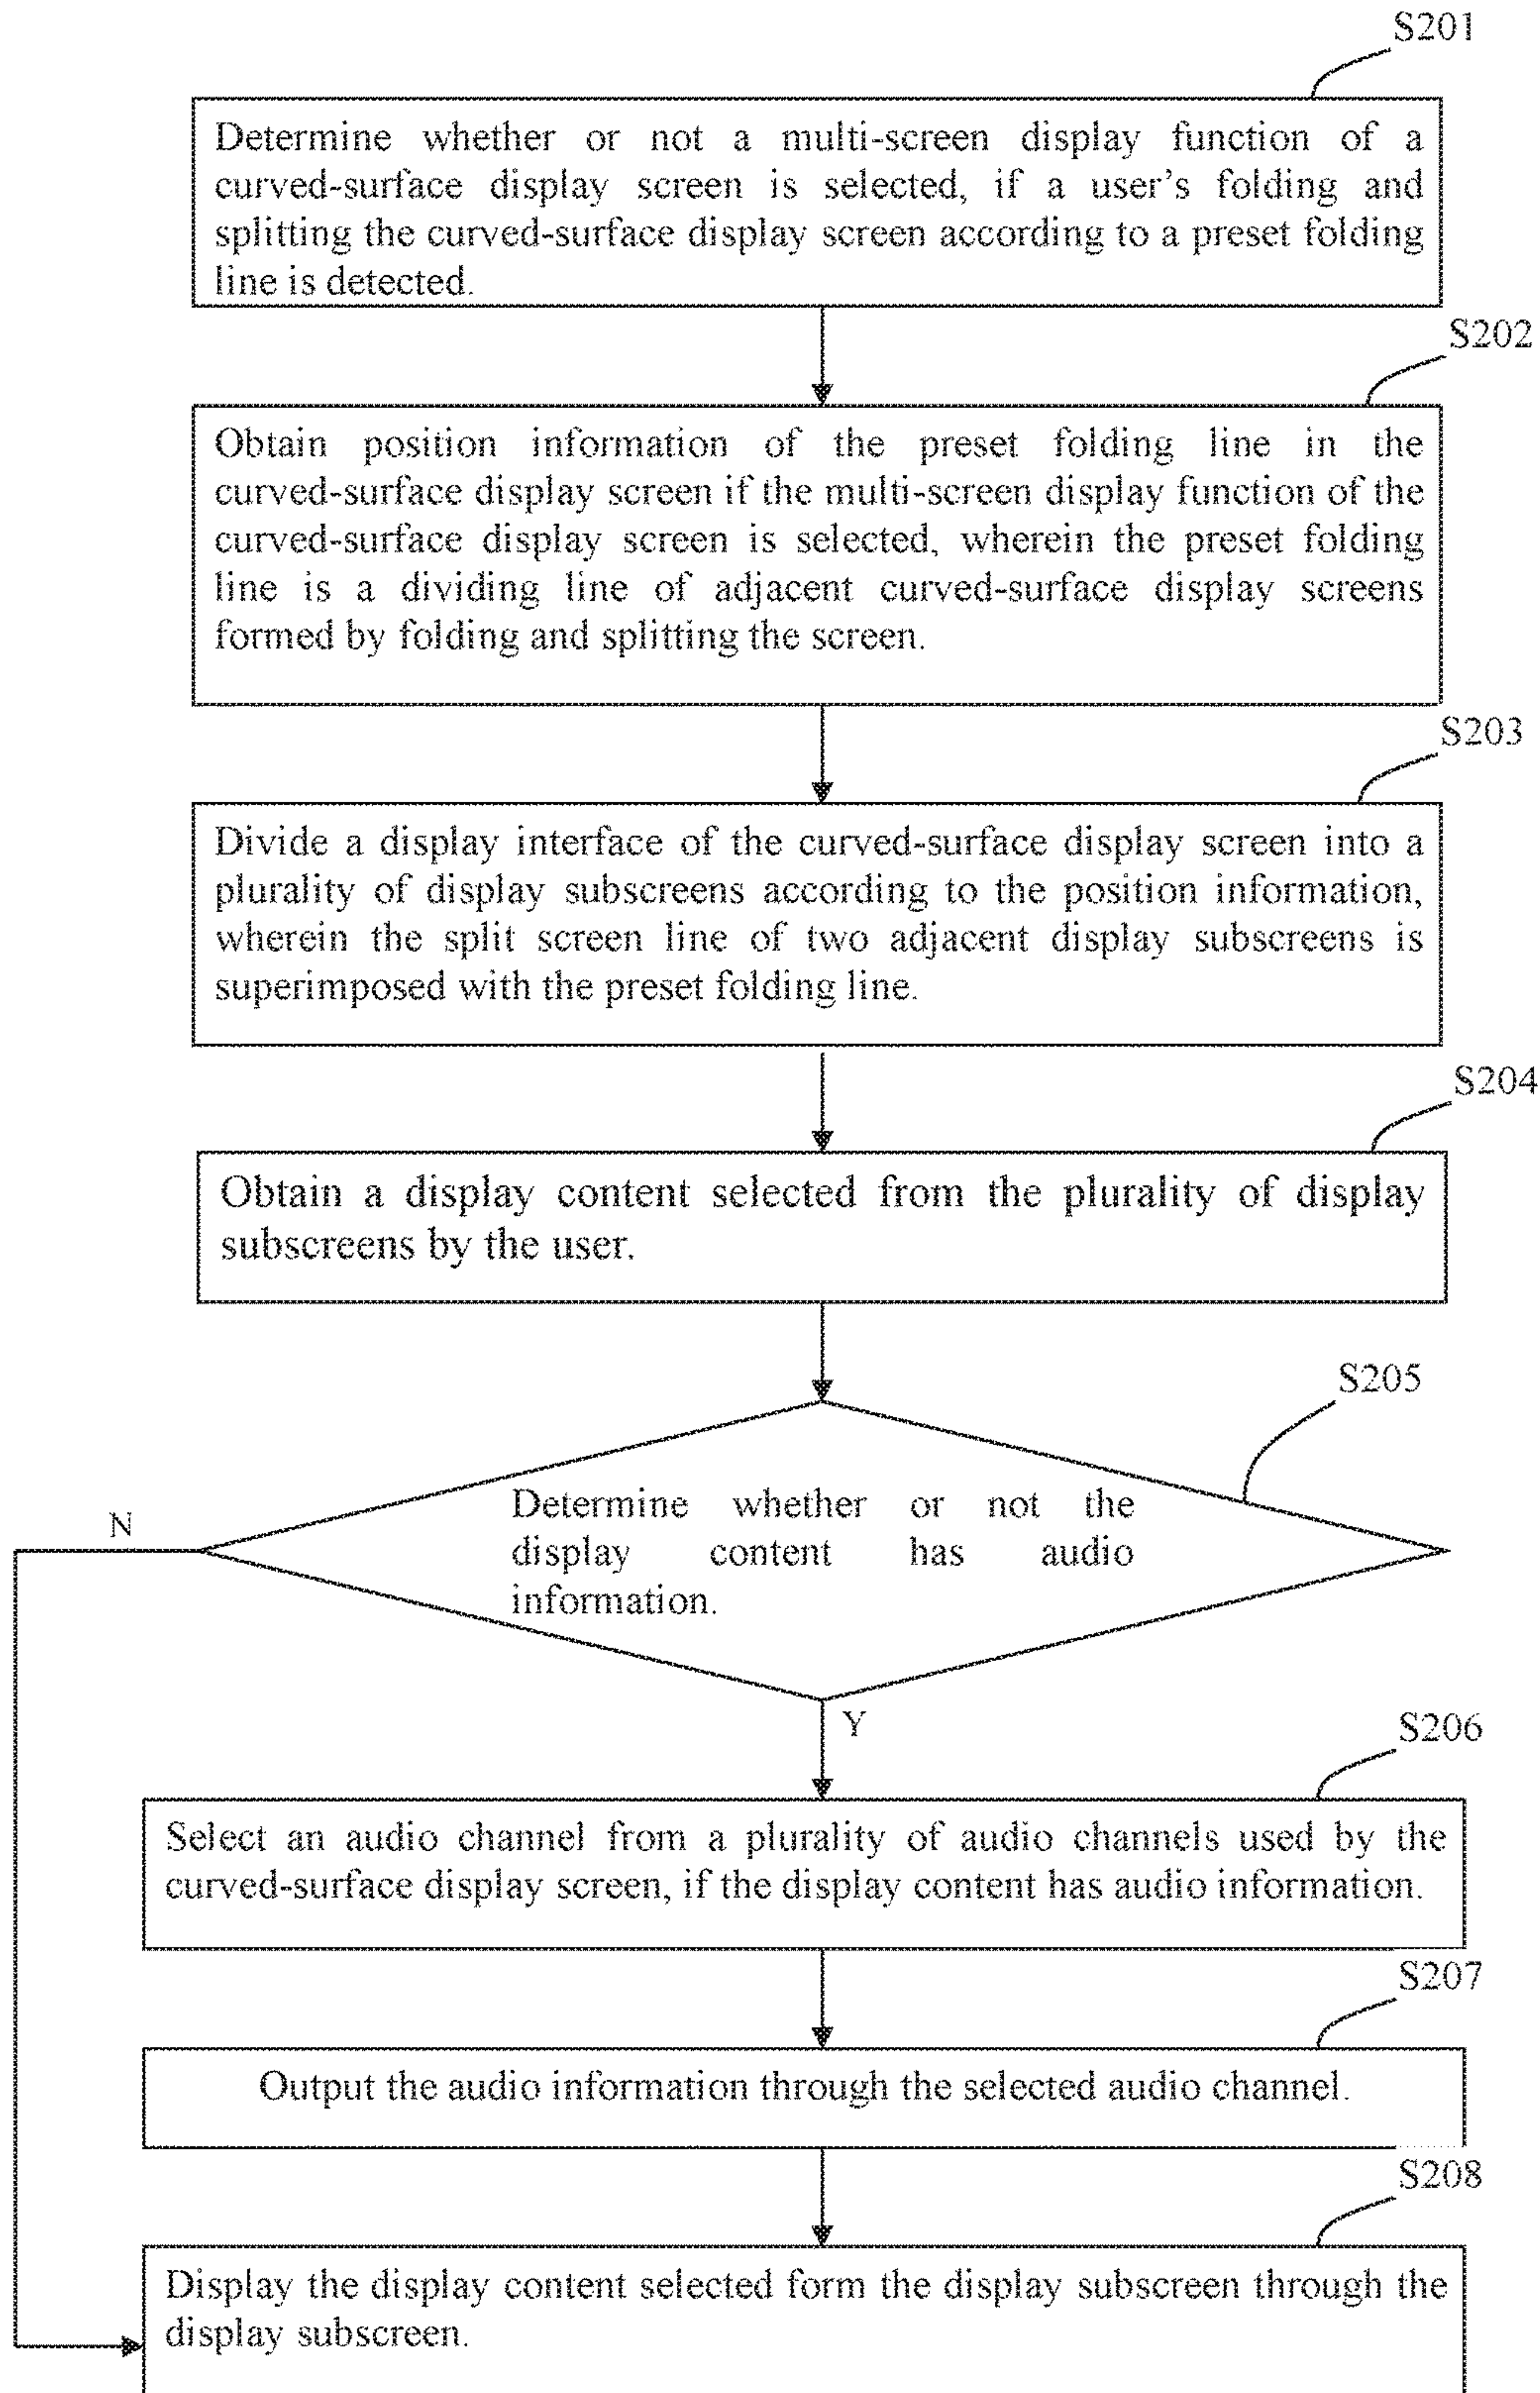 S201
Determine whether or not a multi-screen display function of a
curved-surface display screen is selected, if a user's folding and
splitting the curved-surface display screen according to a preset folding
line is detected.
S202
Obtain position information of the preset folding line in the
curved-surface display screen if the multi-screen display function of the
curved-surface display screen is selected, wherein the preset folding
line is a dividing line of adjacent curved-surface display screens
formed by folding and splitting the screen.
S203
Divide a display interface of the curved-surface display screen into a
plurality of display subscreens according to the position information,
wherein the split screen line of two adjacent display subscreens is
superimposed with the preset folding line.
S204
Obtain a display content selected from the plurality of display
subscreens by the user.
S205
Determine whether or not the
display content has audio
information.
N
Y
S206
Select an audio channel from a plurality of audio channels used by the
curved-surface display screen, if the display content has audio information.
S207
Output the audio information through the selected audio channel.
S208
Display the display content selected form the display subscreen through the
display subscreen.